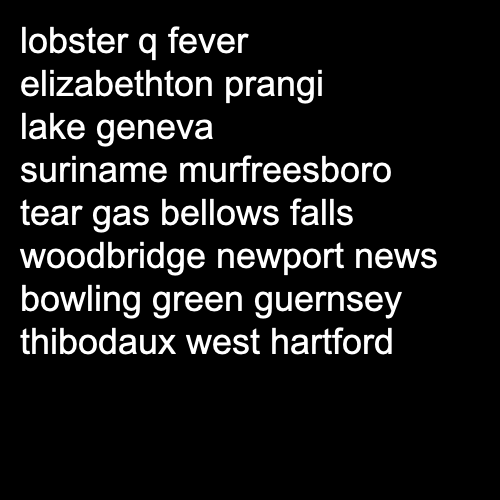 lobster q fever
elizabethton prangi
lake geneva
suriname murfreesboro
tear gas bellows falls
woodbridge newport news
bowling green guernsey
thibodaux west hartford